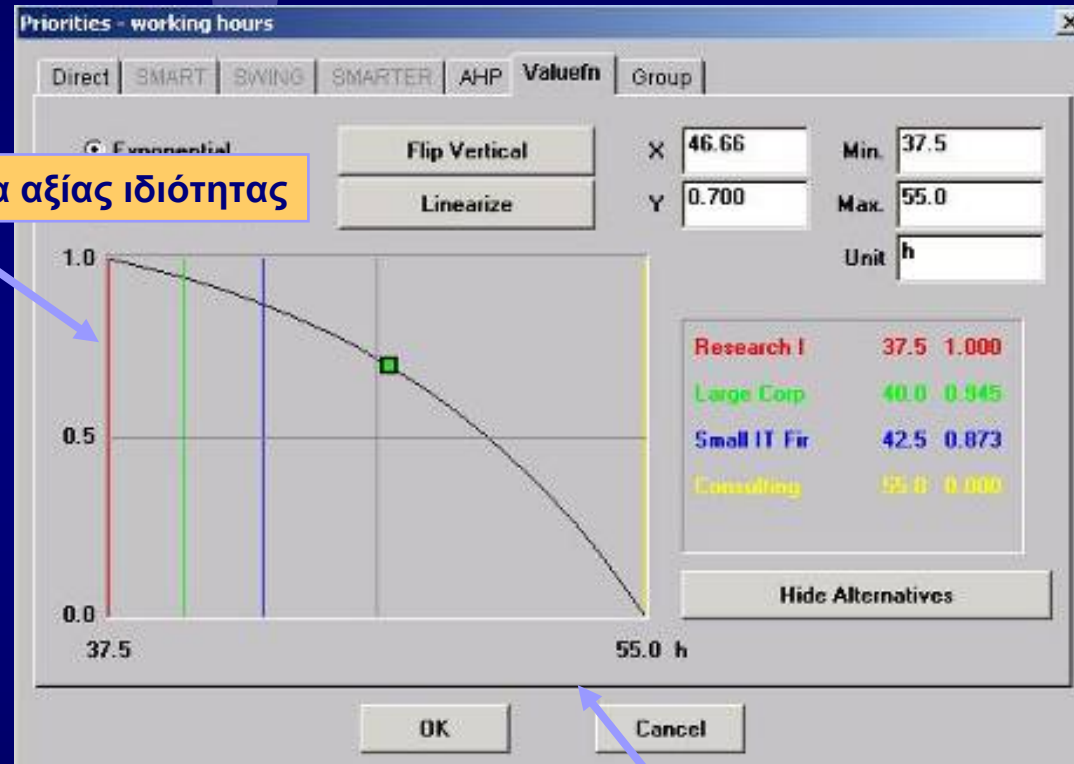 Priorities - working hours
Direct SMART SWING SMARTER AHP Valuefn Group
Exponential
α αξίας ιδιότητας
Flip Vertical
Linearize
X 46.66 Min. 37.5
Y 0.700 Max. 55.0
Unit h
1.0
0.5
0.0
37.5 55.0 h
Research I 37.5 1.000
Large Corp 40.0 0.945
Small IT Fir 42.5 0.873
Consulting 55.0 0.000
Hide Alternatives
OK Cancel